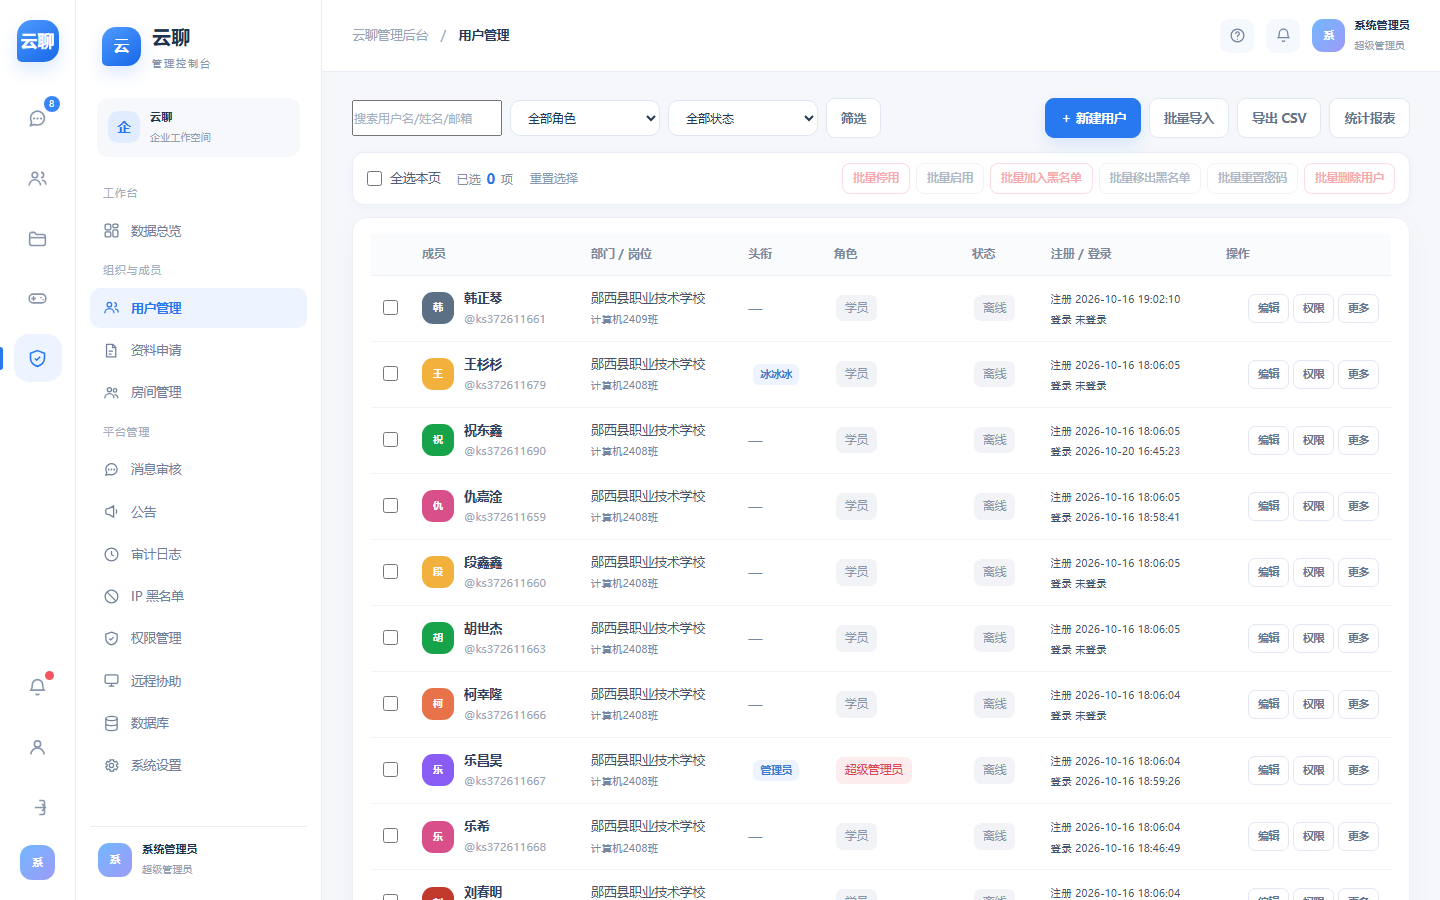 云聊
8
系
云
云聊
管理控制台
企
云聊
企业工作空间
工作台
数据总览
组织与成员
用户管理
资料申请
房间管理
平台管理
消息审核
公告
审计日志
IP 黑名单
权限管理
远程协助
数据库
系统设置
系
系统管理员
超级管理员
云聊管理后台 / 用户管理
系
系统管理员
超级管理员
搜索用户名/姓名/邮箱
全部角色
全部状态
筛选
+ 新建用户
批量导入
导出 CSV
统计报表
全选本页 已选 0 项 重置选择
批量停用
批量启用
批量加入黑名单
批量移出黑名单
批量重置密码
批量删除用户
成员 部门 / 岗位 头衔 角色 状态 注册 / 登录 操作
韩 韩正琴 郧西县职业技术学校 — 学员 离线 注册 2026-10-16 19:02:10 编辑 权限 更多
@ks372611661 计算机2409班 登录 未登录
王 王杉杉 郧西县职业技术学校 冰冰冰 学员 离线 注册 2026-10-16 18:06:05 编辑 权限 更多
@ks372611679 计算机2408班 登录 未登录
祝 祝东鑫 郧西县职业技术学校 — 学员 离线 注册 2026-10-16 18:06:05 编辑 权限 更多
@ks372611690 计算机2408班 登录 2026-10-20 16:45:23
仇 仇嘉淦 郧西县职业技术学校 — 学员 离线 注册 2026-10-16 18:06:05 编辑 权限 更多
@ks372611659 计算机2408班 登录 2026-10-16 18:58:41
段 段鑫鑫 郧西县职业技术学校 — 学员 离线 注册 2026-10-16 18:06:05 编辑 权限 更多
@ks372611660 计算机2408班 登录 未登录
胡 胡世杰 郧西县职业技术学校 — 学员 离线 注册 2026-10-16 18:06:05 编辑 权限 更多
@ks372611663 计算机2408班 登录 未登录
柯 柯幸隆 郧西县职业技术学校 — 学员 离线 注册 2026-10-16 18:06:04 编辑 权限 更多
@ks372611666 计算机2408班 登录 未登录
乐 乐昌昊 郧西县职业技术学校 管理员 超级管理员 离线 注册 2026-10-16 18:06:04 编辑 权限 更多
@ks372611667 计算机2408班 登录 2026-10-16 18:59:26
乐 乐希 郧西县职业技术学校 — 学员 离线 注册 2026-10-16 18:06:04 编辑 权限 更多
@ks372611668 计算机2408班 登录 2026-10-16 18:46:49
刘春明 郧西县职业技术学校 注册 2026-10-16 18:06:04